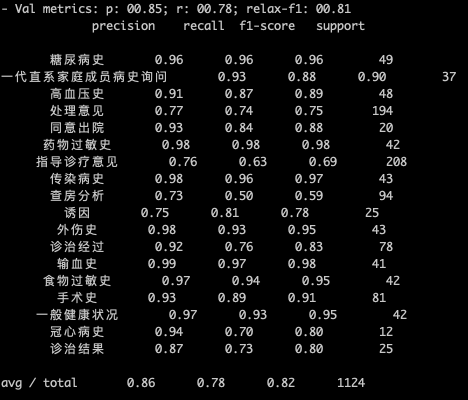 - Val metrics: p: 00.85; r: 00.78; relax-f1: 00.81
precision recall f1-score support
糖尿病史 0.96 0.96 0.96 49
一代直系家庭成员病史询问 0.93 0.88 0.90 37
高血压史 0.91 0.87 0.89 48
处理意见 0.77 0.74 0.75 194
同意出院 0.93 0.84 0.88 20
药物过敏史 0.98 0.98 0.98 42
指导诊疗意见 0.76 0.63 0.69 208
传染病史 0.98 0.96 0.97 43
查房分析 0.73 0.50 0.59 94
诱因 0.75 0.81 0.78 25
外伤史 0.98 0.93 0.95 43
诊治经过 0.92 0.76 0.83 78
输血史 0.99 0.97 0.98 41
食物过敏史 0.97 0.94 0.95 42
手术史 0.93 0.89 0.91 81
一般健康状况 0.97 0.93 0.95 42
冠心病史 0.94 0.70 0.80 12
诊治结果 0.87 0.73 0.80 25
avg / total 0.86 0.78 0.82 1124